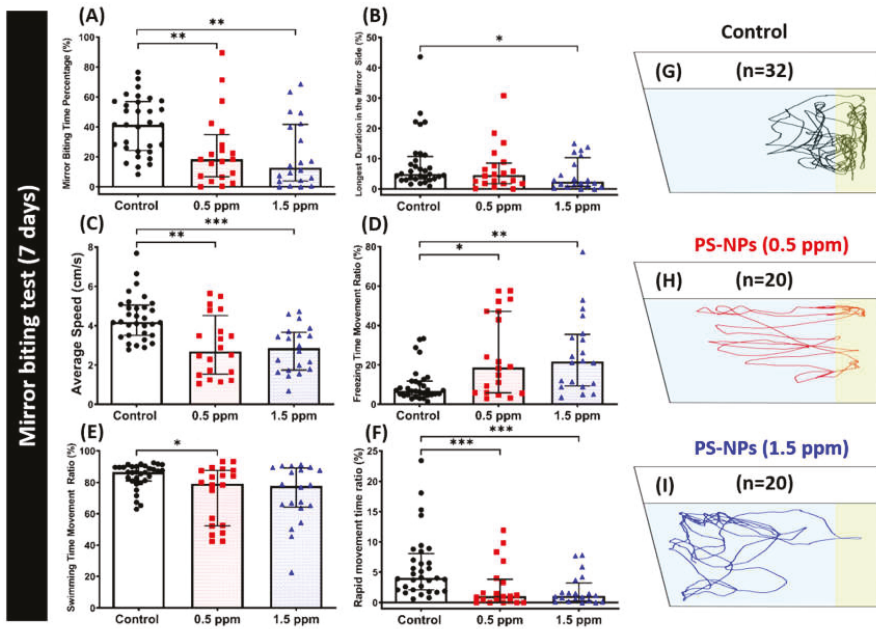 Mirror biting test (7 days)
(A)
**
**
Mirror Biting Time Percentage (%)
100
80
60
40
20
0
Control
0.5 ppm
1.5 ppm
(B)
*
Longest Duration in the Mirror Side (%)
50
40
30
20
10
0
Control
0.5 ppm
1.5 ppm
Control
(G)
(n=32)
(C)
***
**
Average Speed (cm/s)
8
6
4
2
0
Control
0.5 ppm
1.5 ppm
(D)
**
*
Freezing Time Movement Ratio (%)
80
60
40
20
0
Control
0.5 ppm
1.5 ppm
PS-NPs (0.5 ppm)
(H)
(n=20)
(E)
*
Swimming Time Movement Ratio (%)
100
80
60
40
20
0
Control
0.5 ppm
1.5 ppm
(F)
***
***
Rapid movement time ratio (%)
25
20
15
10
5
0
Control
0.5 ppm
1.5 ppm
PS-NPs (1.5 ppm)
(I)
(n=20)